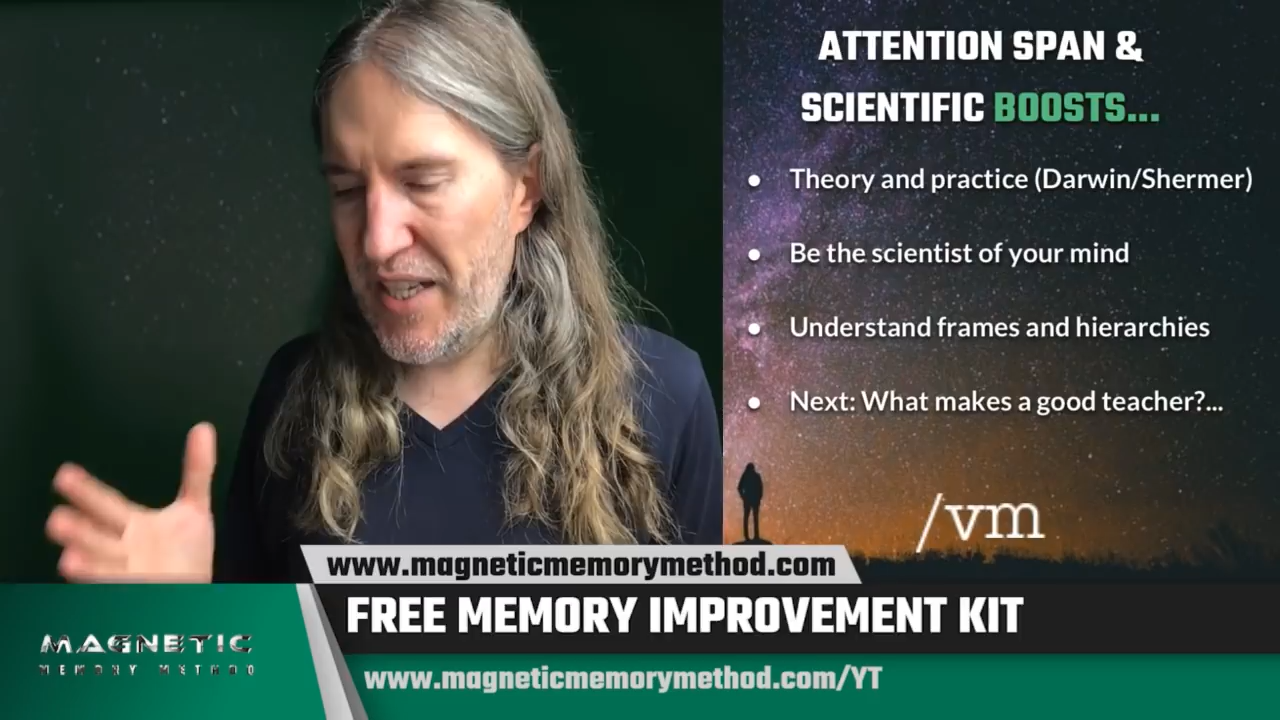 ATTENTION SPAN &
SCIENTIFIC BOOSTS...
• Theory and practice (Darwin/Shermer)
• Be the scientist of your mind
• Understand frames and hierarchies
• Next: What makes a good teacher?...
/vm
www.magneticmemorymethod.com
FREE MEMORY IMPROVEMENT KIT
MAGNETIC
MEMORY METHOD
www.magneticmemorymethod.com/YT